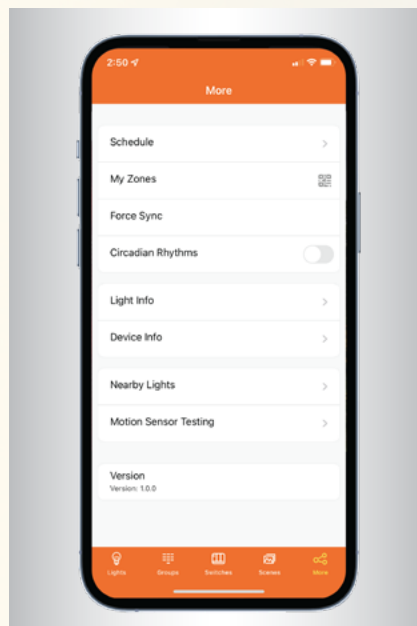 2:50
More
Schedule
My Zones
Force Sync
Circadian Rhythms
Light Info
Device Info
Nearby Lights
Motion Sensor Testing
Version
Version: 1.0.0
Lights Groups Switches Scenes More